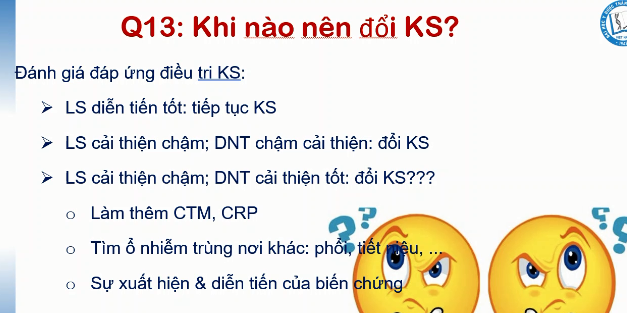 Q13: Khi nào nên đổi KS?
Đánh giá đáp ứng điều tri KS:
➤ LS diễn tiến tốt: tiếp tục KS
➤ LS cải thiện chậm; DNT chậm cải thiện: đổi KS
➤ LS cải thiện chậm; DNT cải thiện tốt: đổi KS???
o Làm thêm CTM, CRP
o Tìm ổ nhiễm trùng nơi khác: phổi, tiết niệu, ...
o Sự xuất hiện & diễn tiến của biến chứng